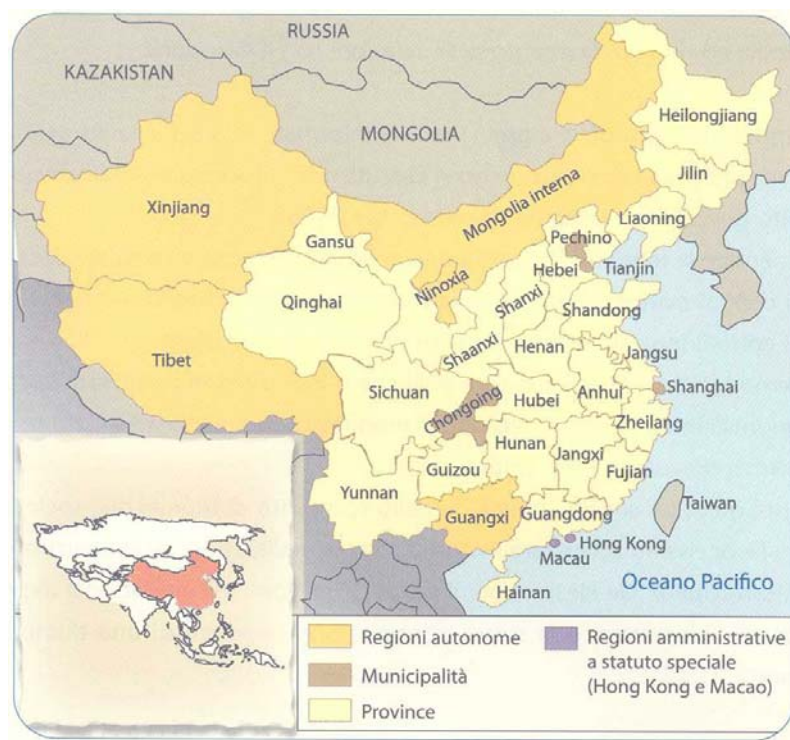 RUSSIA
KAZAKISTAN
MONGOLIA
Heilongjiang
Jilin
Xinjiang
Mongolia interna
Liaoning
Gansu
Pechino
Hebei
Tianjin
Ninoxia
Qinghai
Shanxi
Shandong
Shaanxi
Henan
Jangsu
Tibet
Sichuan
Chongoing
Hubei
Anhui
Shanghai
Zheilang
Hunan
Jangxi
Guizou
Fujian
Yunnan
Taiwan
Guangxi
Guangdong
Hong Kong
Macau
Oceano Pacifico
Hainan
Regioni autonome
Municipalità
Province
Regioni amministrative
a statuto speciale
(Hong Kong e Macao)